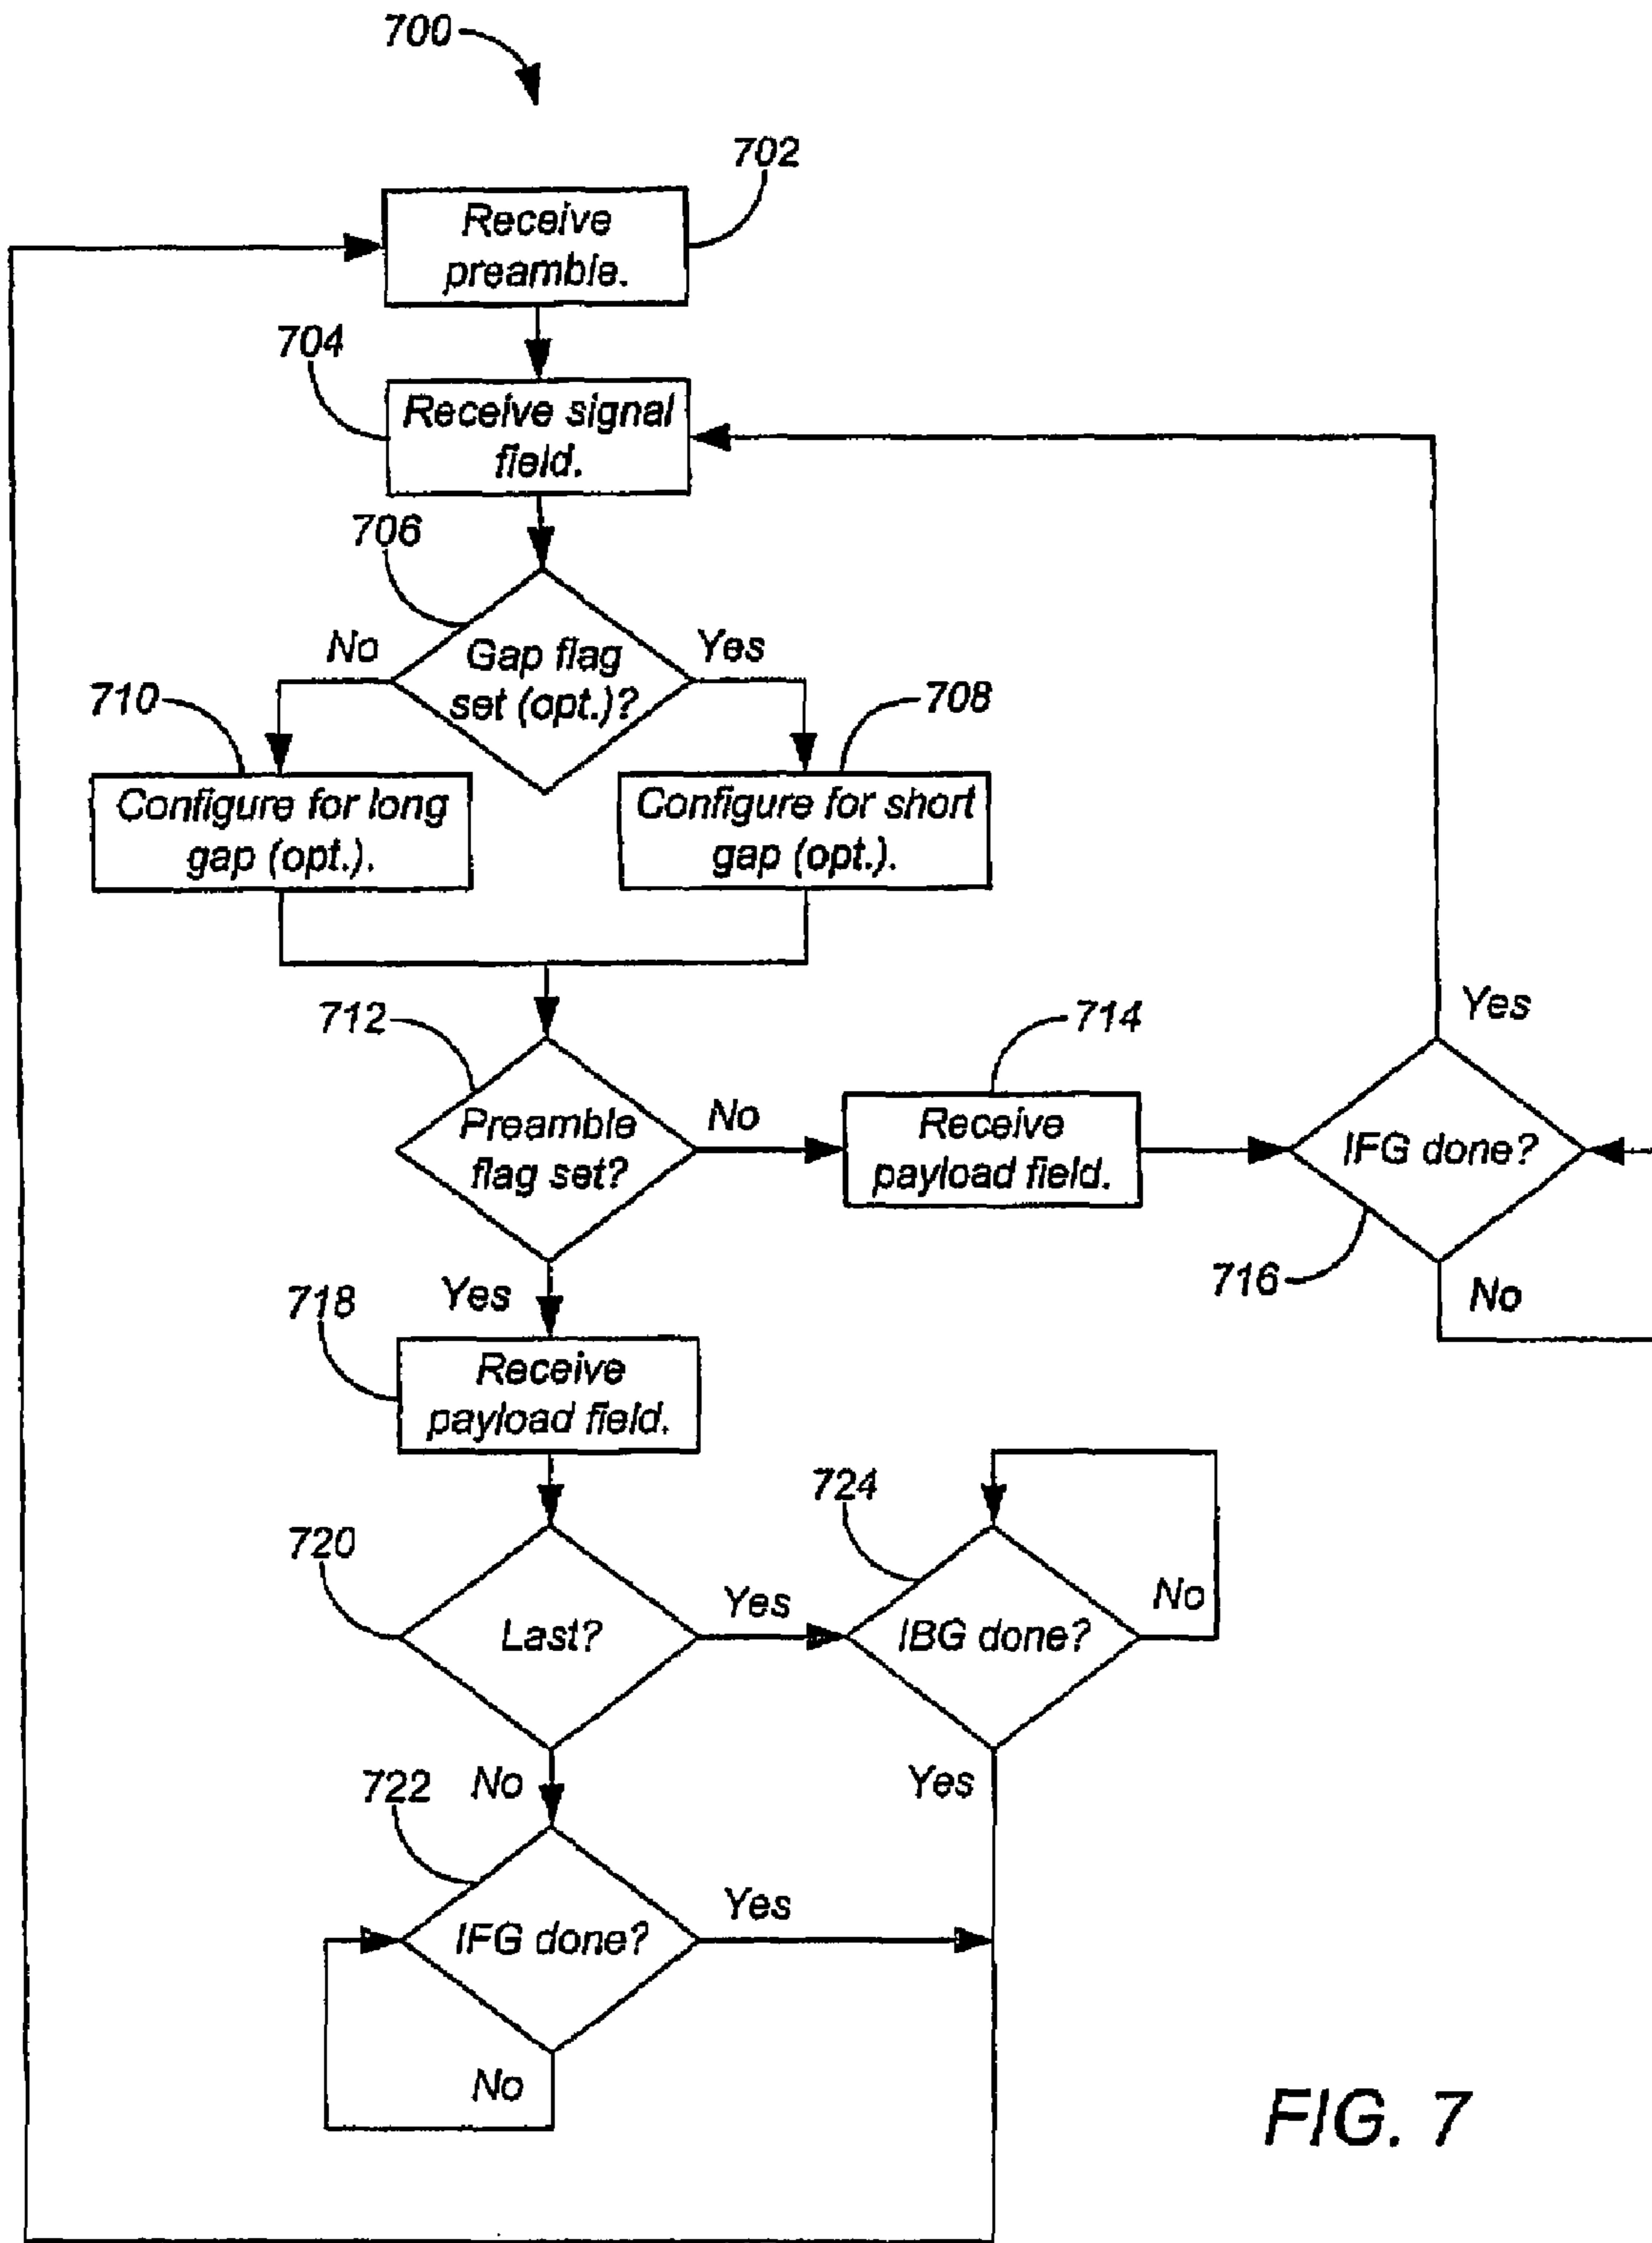 700
702
Receive
preamble.
704
Receive signal
field.
706
No
Gap flag
set (opt.)?
Yes
710
708
Configure for long
gap (opt.).
Configure for short
gap (opt.).
712
714
Yes
Preamble
flag set?
No
Receive
payload field.
IFG done?
716
No
718
Yes
Receive
payload field.
724
720
Last?
Yes
IBG done?
No
722
No
Yes
IFG done?
Yes
No
FIG. 7